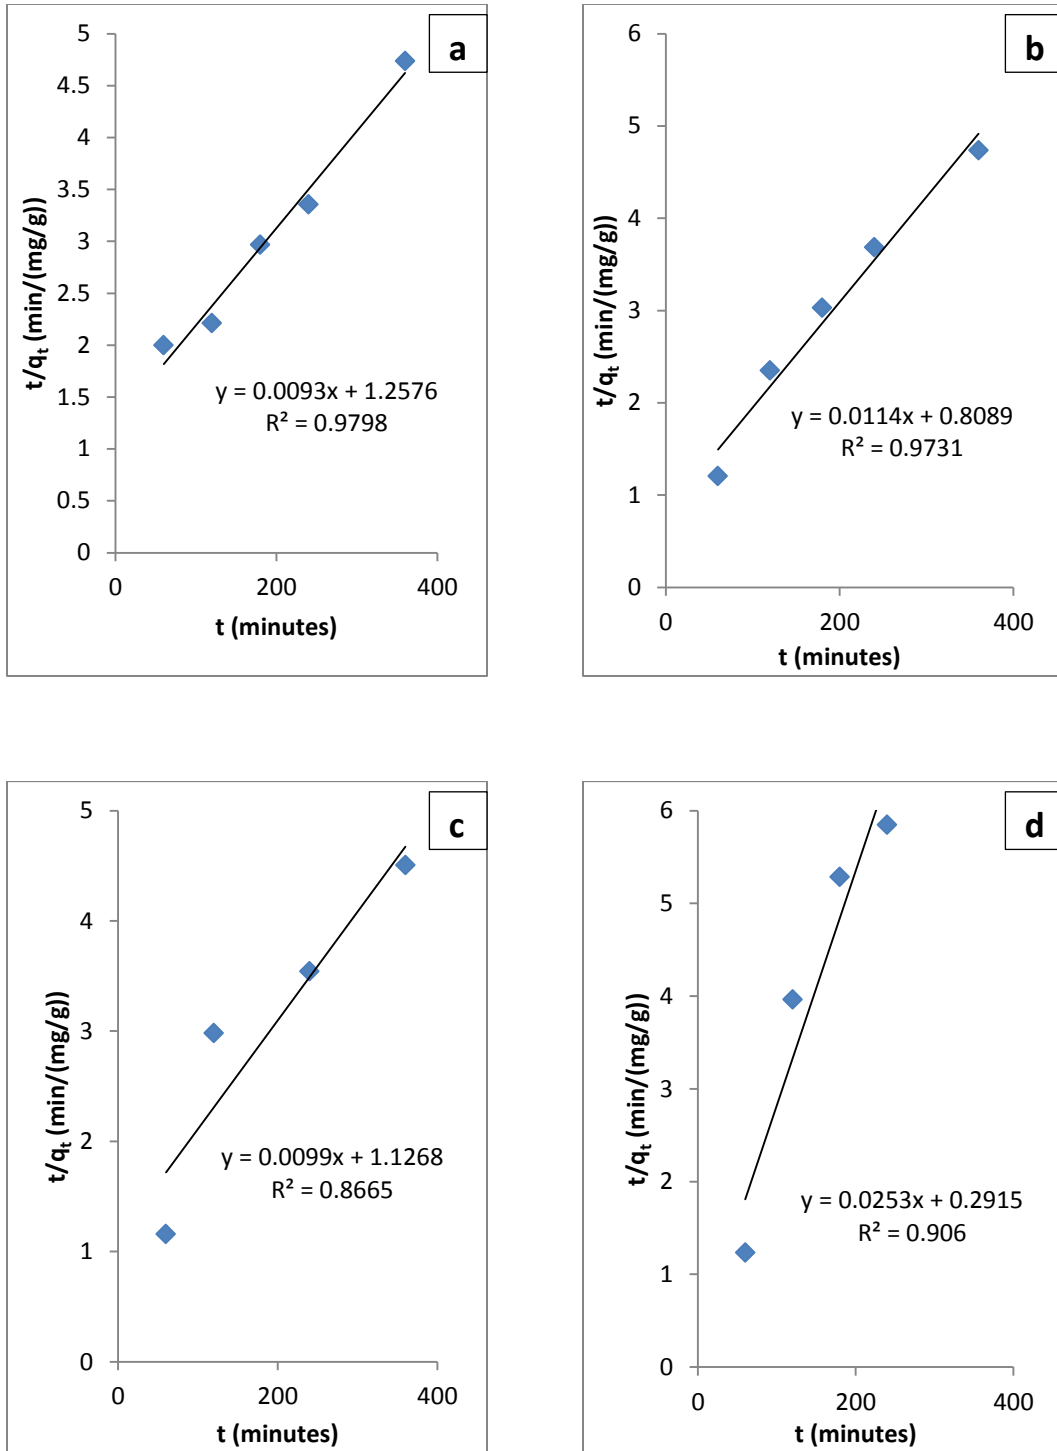 a
5
4.5
4
3.5
3
2.5
2
1.5
1
0.5
0
0 200 400
t/qt (min/(mg/g))
y = 0.0093x + 1.2576
R² = 0.9798
t (minutes)
b
6
5
4
3
2
1
0
0 200 400
t/qt (min/(mg/g))
y = 0.0114x + 0.8089
R² = 0.9731
t (minutes)
c
5
4
3
2
1
0
0 200 400
t/qt (min/(mg/g))
y = 0.0099x + 1.1268
R² = 0.8665
t (minutes)
d
6
5
4
3
2
1
0
0 200 400
t/qt (min/(mg/g))
y = 0.0253x + 0.2915
R² = 0.906
t (minutes)